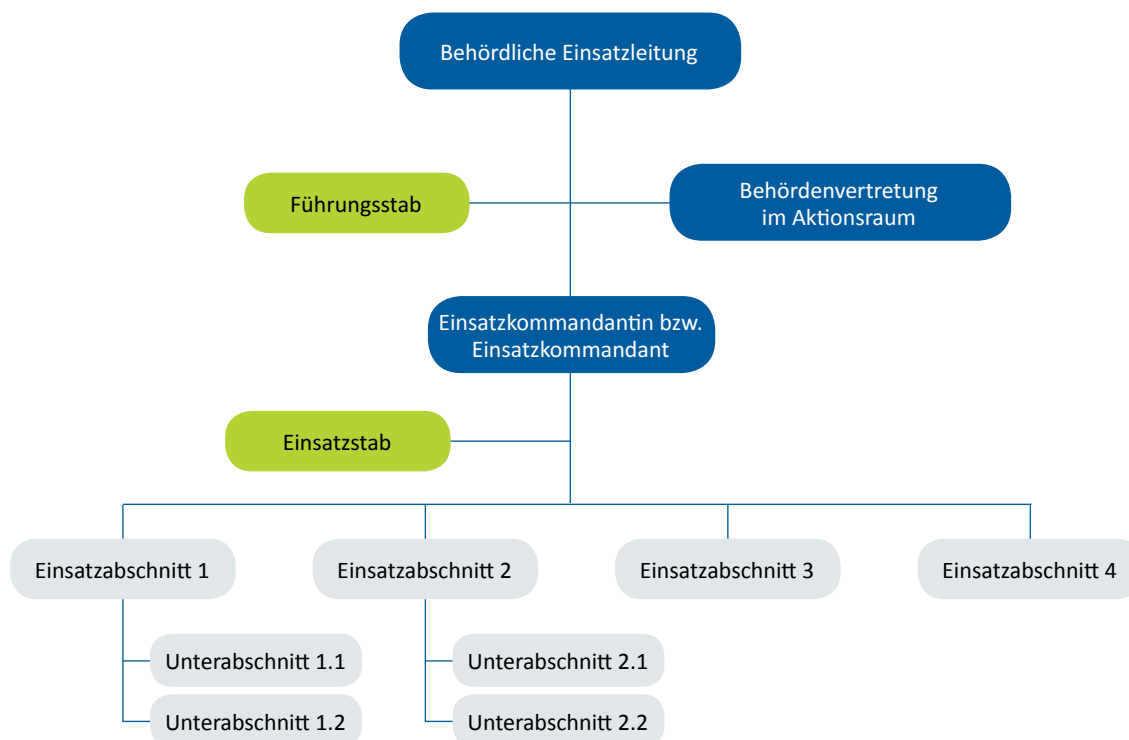 Behördliche Einsatzleitung
Führungsstab
Behördenvertretung
im Aktionsraum
Einsatzkommandantin bzw.
Einsatzkommandant
Einsatzstab
Einsatzabschnitt 1
Einsatzabschnitt 2
Einsatzabschnitt 3
Einsatzabschnitt 4
Unterabschnitt 1.1
Unterabschnitt 2.1
Unterabschnitt 1.2
Unterabschnitt 2.2